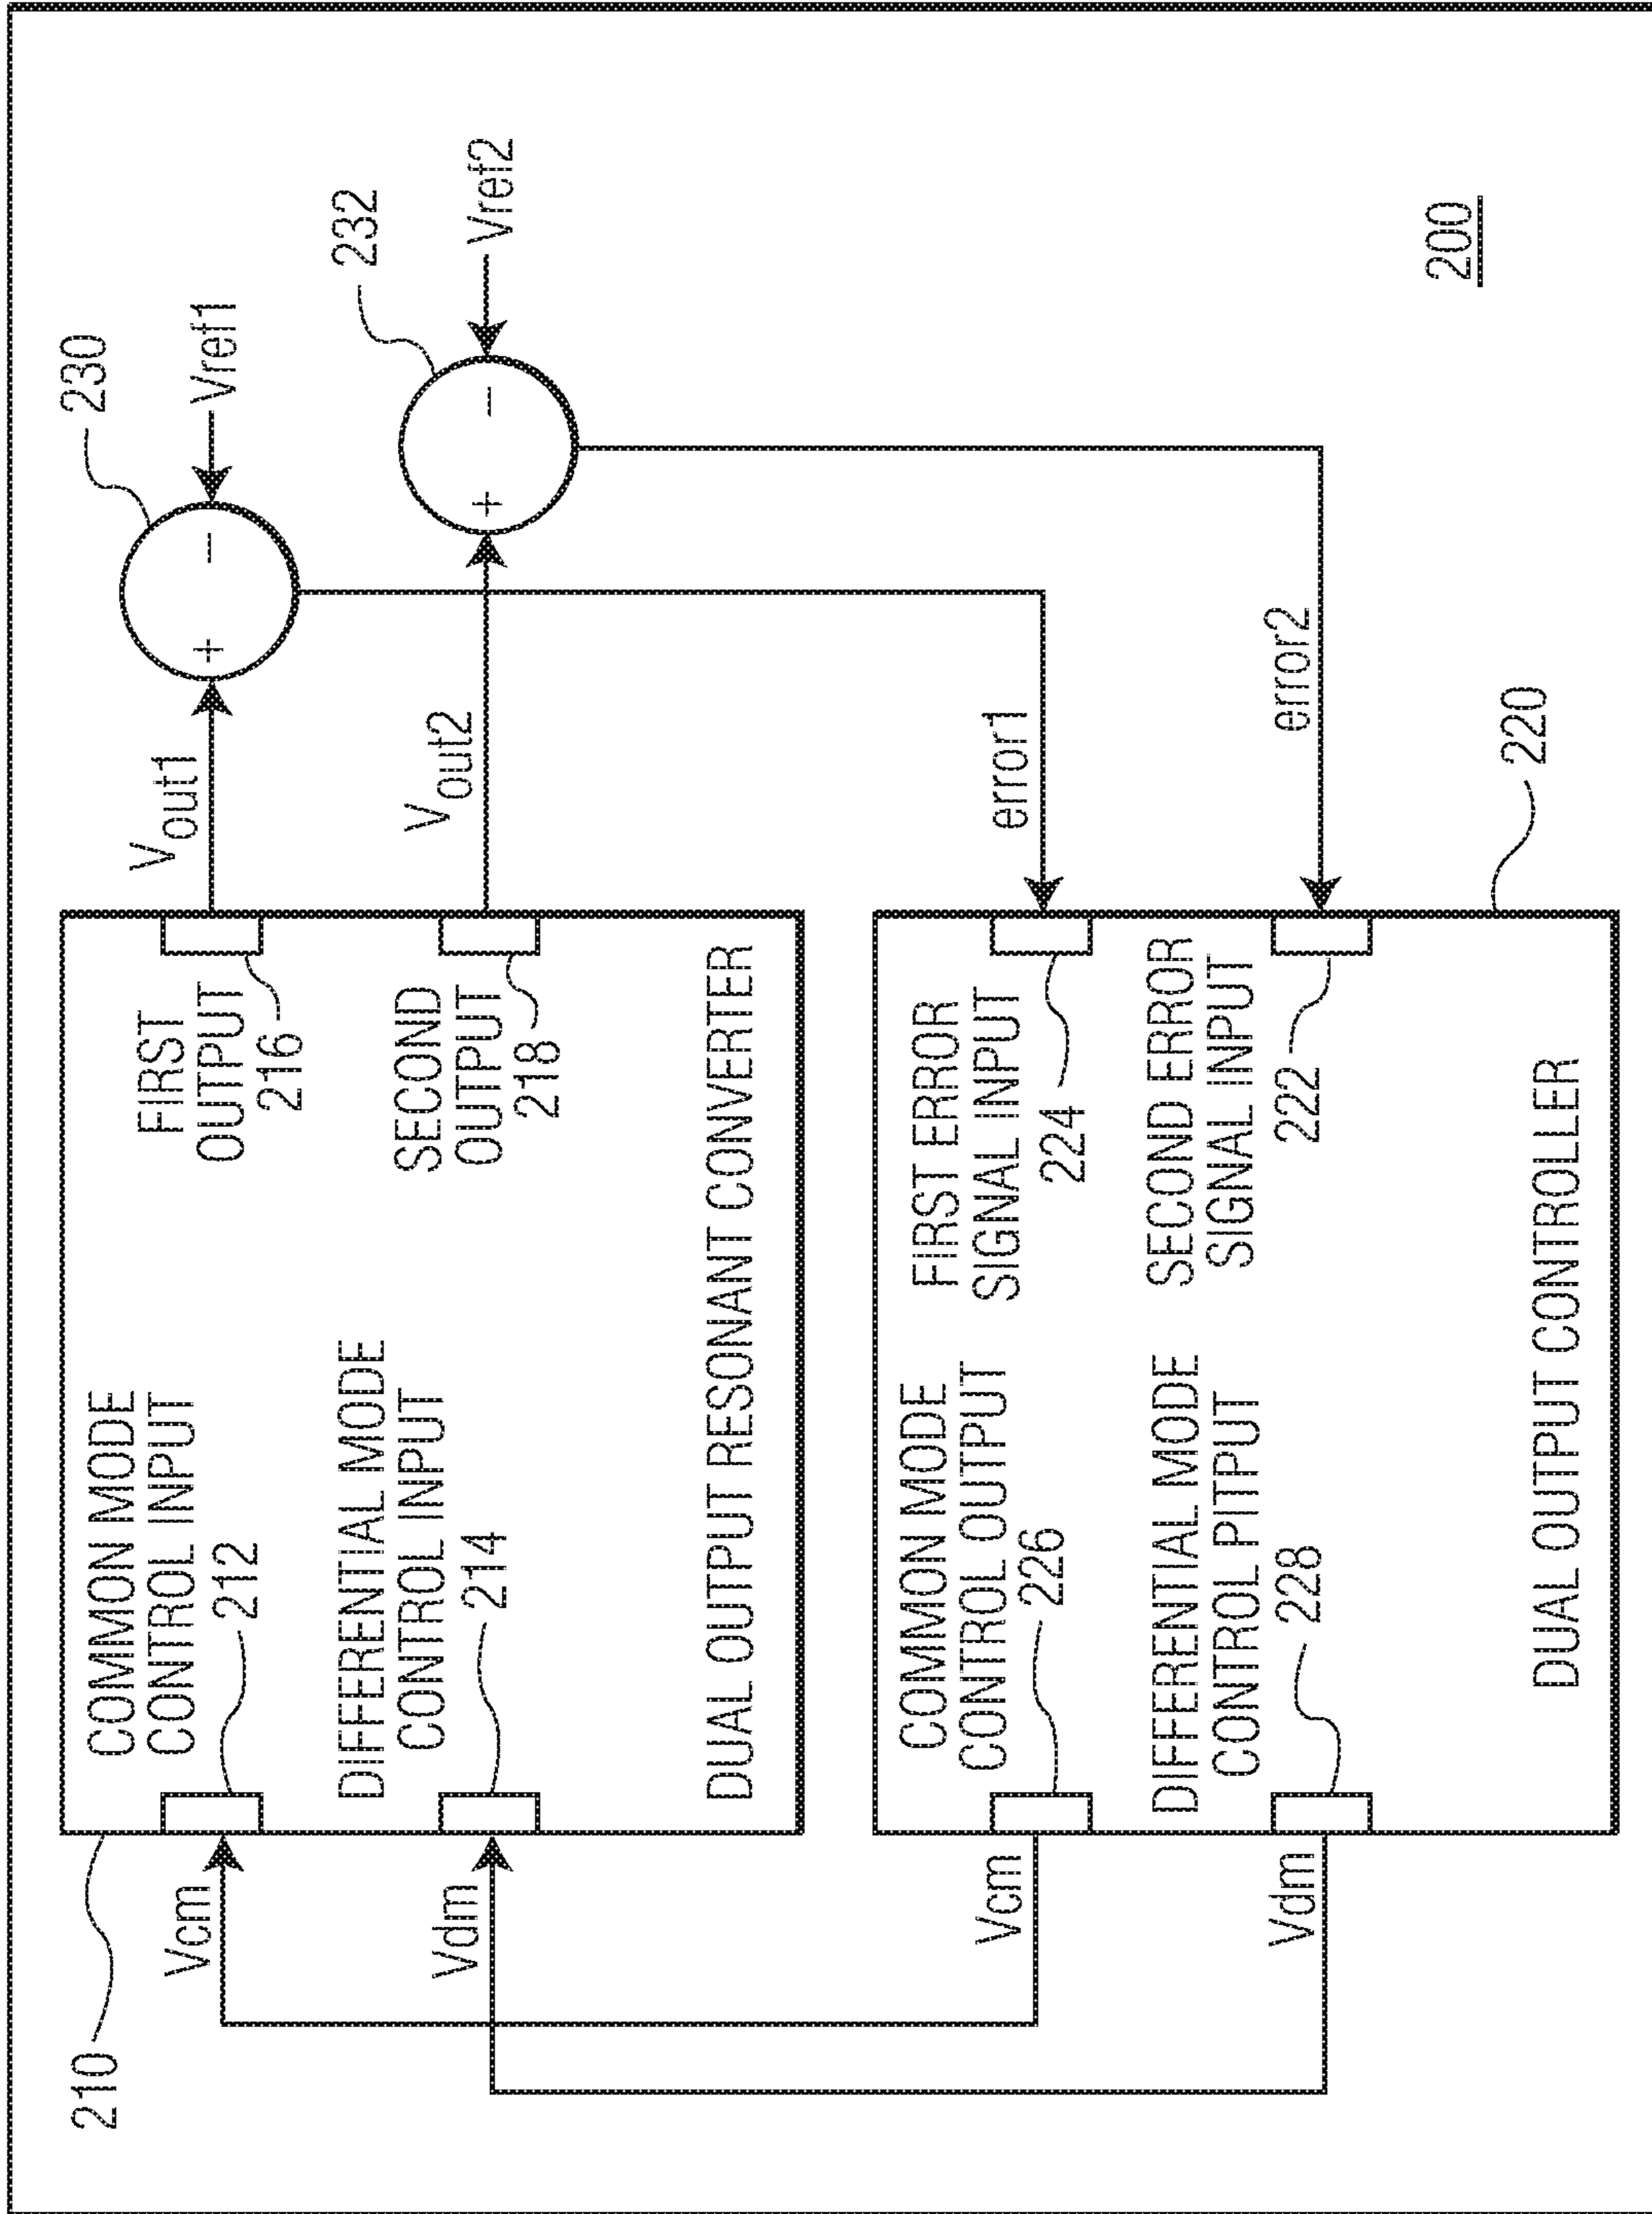 210
Vcm
Vdm
COMMON MODE
CONTROL INPUT
212
DIFFERENTIAL MODE
CONTROL INPUT
214
FIRST
OUTPUT
216
SECOND
OUTPUT
218
DUAL OUTPUT RESONANT CONVERTER
Vout1
Vout2
230
+ −
Vref1
232
+ −
Vref2
Vcm
Vdm
COMMON MODE
CONTROL OUTPUT
226
DIFFERENTIAL MODE
CONTROL PITPUT
228
FIRST ERROR
SIGNAL INPUT
224
SECOND ERROR
SIGNAL INPUT
222
DUAL OUTPUT CONTROLLER
error1
error2
220
200